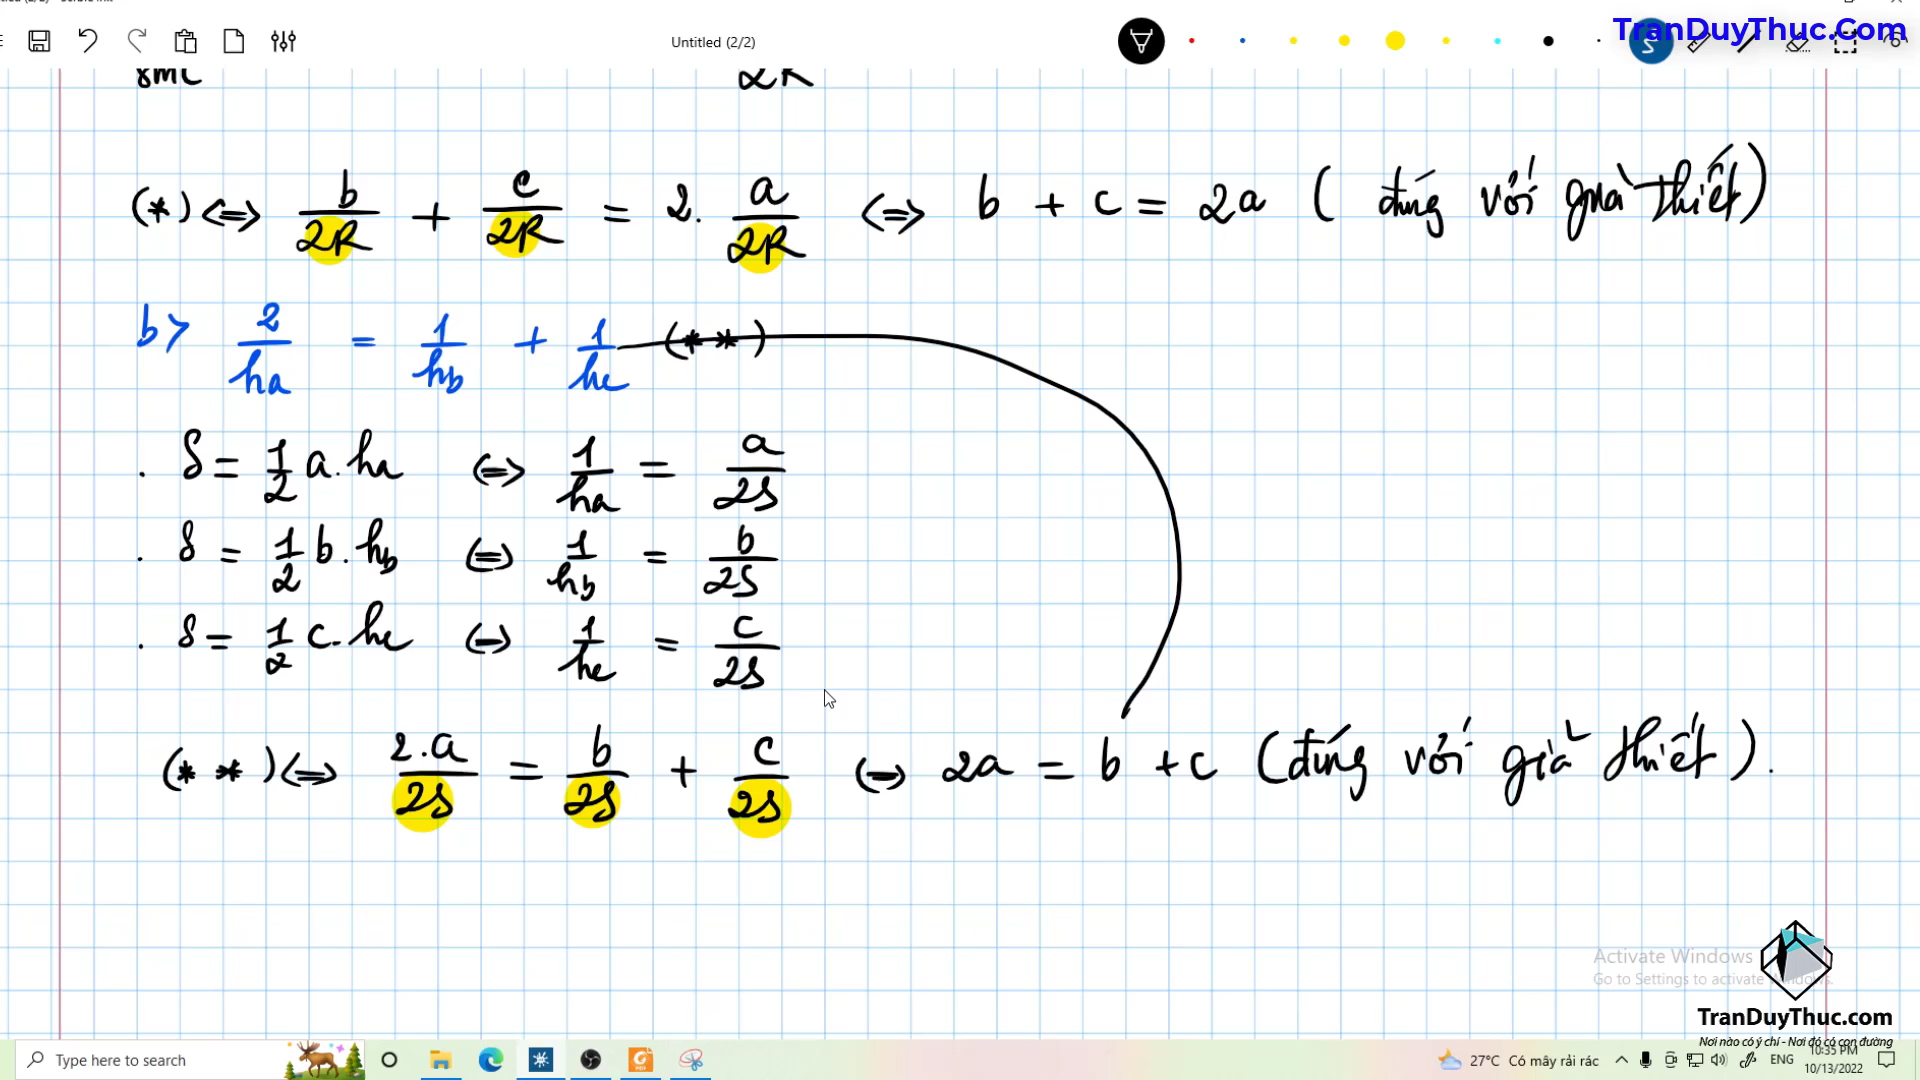 Untitled (2/2)
TranDuyThuc.Com
2R
(*) <=> b/2R + c/2R = 2. a/2R <=> b + c = 2a ( đúng với giả thiết )
b> 2/ha = 1/hb + 1/hc (**)
. S = 1/2 a.ha <=> 1/ha = a/2S
. S = 1/2 b.hb <=> 1/hb = b/2S
. S = 1/2 c.hc <=> 1/hc = c/2S
(**) <=> 2.a/2S = b/2S + c/2S <=> 2a = b + c (đúng với giả thiết).
Activate Windows
Go to Settings to activate Windows.
TranDuyThuc.com
Nơi nào có ý chí - Nơi đó có con đường
Type here to search
27°C Có mây rải rác
ENG
10:35 PM
10/13/2022